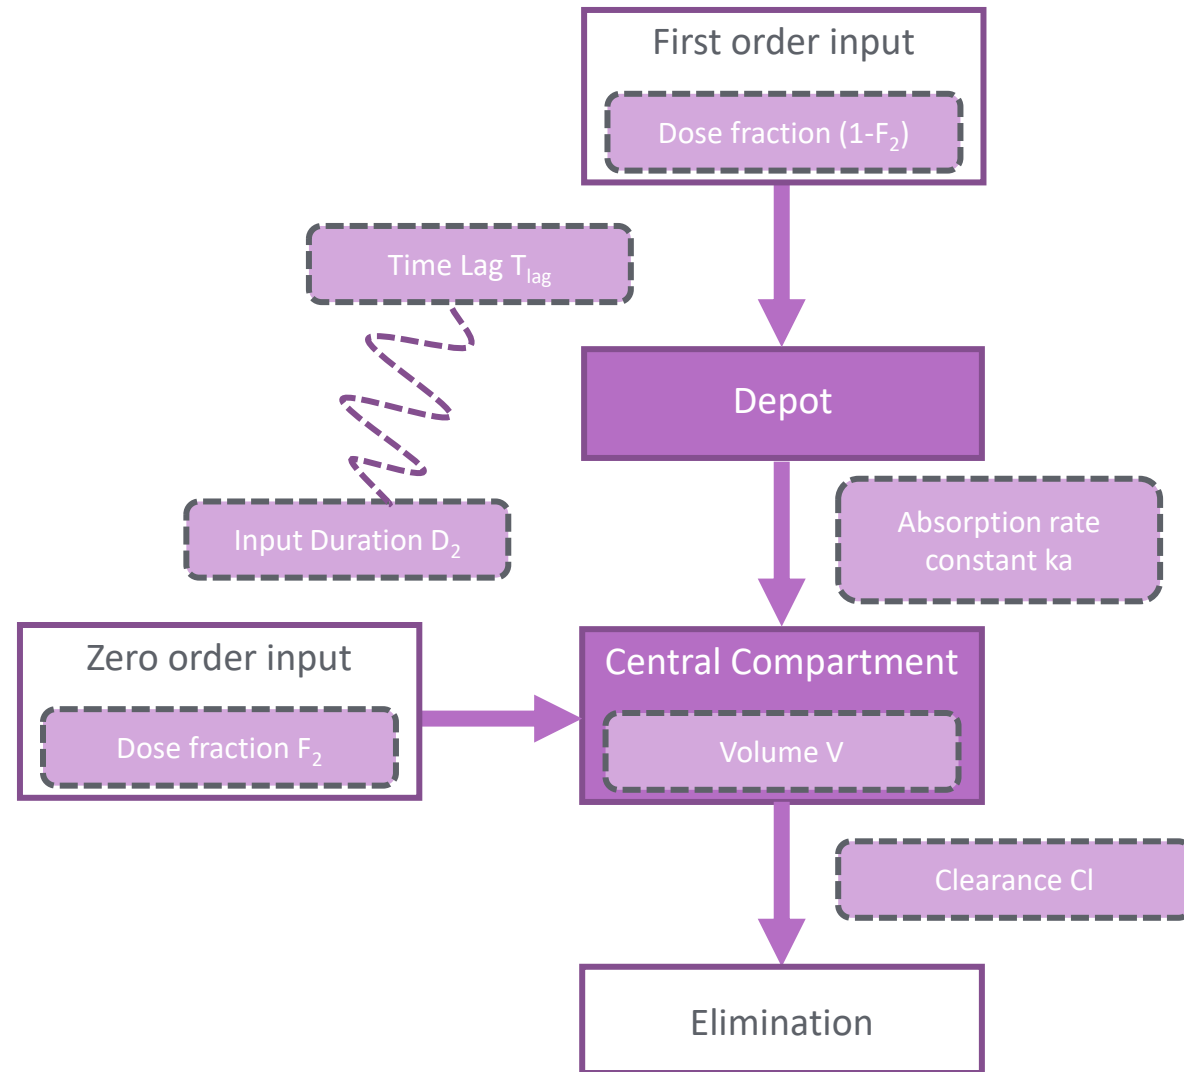 First order input
Dose fraction (1-F₂)
Time Lag Tlag
Depot
Input Duration D₂
Absorption rate
constant ka
Zero order input
Dose fraction F₂
Central Compartment
Volume V
Clearance Cl
Elimination